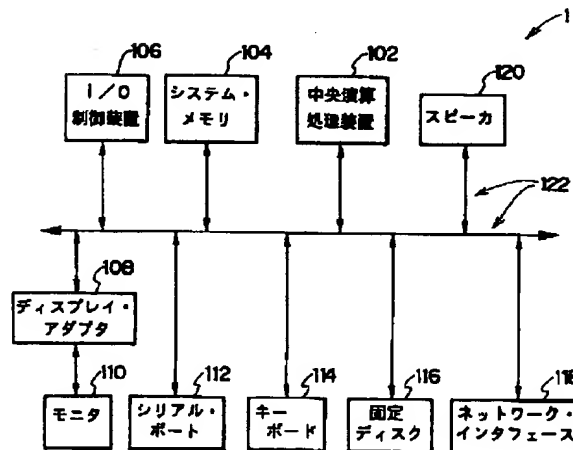 1
106
104
102
120
I/O
制御装置
システム・
メモリ
中央演算
処理装置
スピーカ
122
108
ディスプレイ・
アダプタ
110
112
114
116
118
モニタ
シリアル・
ポート
キー
ボード
固定
ディスク
ネットワーク・
インタフェース